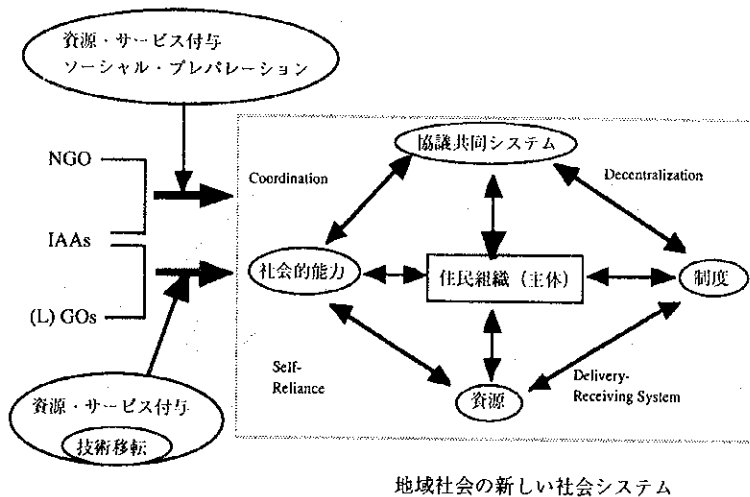 資源・サービス付与
ソーシャル・プレパレーション
NGO
IAAs
(L) GOs
資源・サービス付与
技術移転
協議共同システム
Coordination
Decentralization
社会的能力
住民組織（主体）
制度
Self-
Reliance
Delivery-
Receiving System
資源
地域社会の新しい社会システム